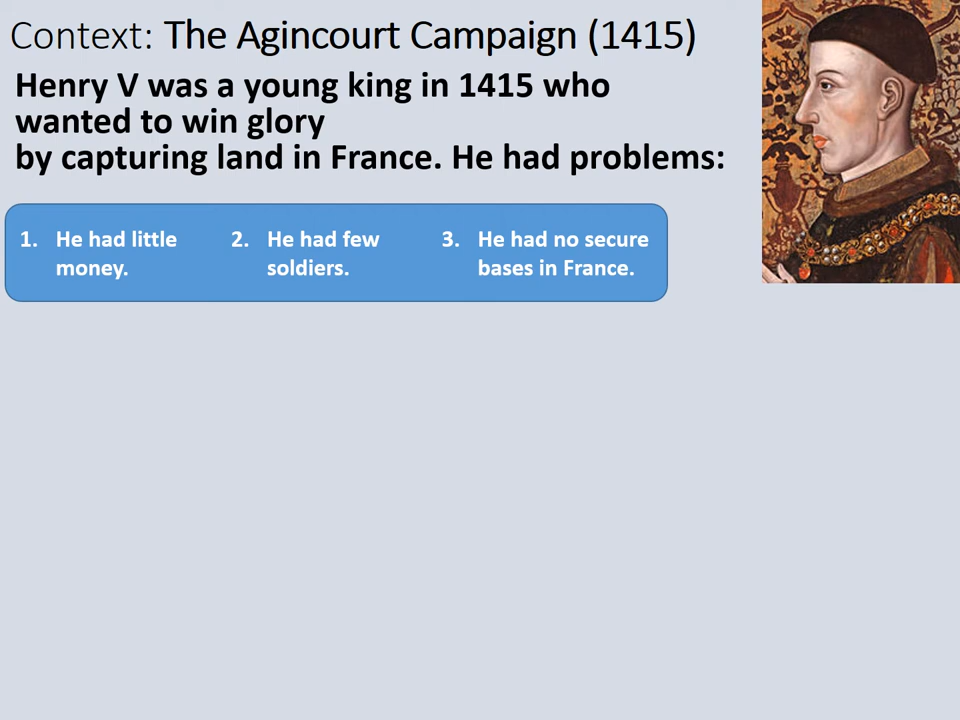 Context: The Agincourt Campaign (1415)
Henry V was a young king in 1415 who
wanted to win glory
by capturing land in France. He had problems:
1. He had little
money.
2. He had few
soldiers.
3. He had no secure
bases in France.